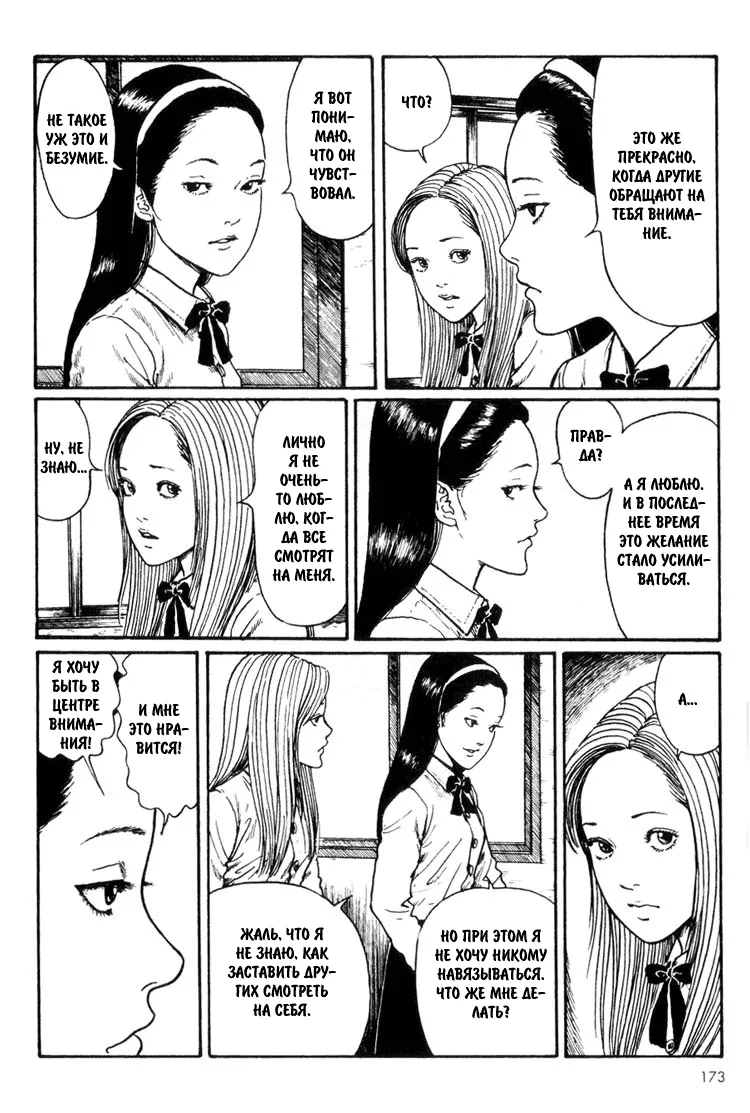 НЕ ТАКОЕ
УЖ ЭТО И
БЕЗУМИЕ.
Я ВОТ
ПОНИ-
МАЮ,
ЧТО ОН
ЧУВСТ-
ВОВАЛ.
ЧТО?
ЭТО ЖЕ
ПРЕКРАСНО,
КОГДА ДРУГИЕ
ОБРАЩАЮТ НА
ТЕБЯ ВНИМА-
НИЕ.
НУ, НЕ
ЗНАЮ...
ЛИЧНО
Я НЕ
ОЧЕНЬ-
ТО ЛЮБ-
ЛЮ, КОГ-
ДА ВСЕ
СМОТРЯТ
НА МЕНЯ.
ПРАВ-
ДА?
А Я ЛЮБЛЮ.
И В ПОСЛЕД-
НЕЕ ВРЕМЯ
ЭТО ЖЕЛАНИЕ
СТАЛО УСИЛИ-
ВАТЬСЯ.
Я ХОЧУ
БЫТЬ В
ЦЕНТРЕ
ВНИМА-
НИЯ!
И МНЕ
ЭТО НРА-
ВИТСЯ!
ЖАЛЬ, ЧТО Я
НЕ ЗНАЮ, КАК
ЗАСТАВИТЬ ДРУ-
ГИХ СМОТРЕТЬ
НА СЕБЯ.
НО ПРИ ЭТОМ Я
НЕ ХОЧУ НИКОМУ
НАВЯЗЫВАТЬСЯ.
ЧТО ЖЕ МНЕ ДЕ-
ЛАТЬ?
А...
173